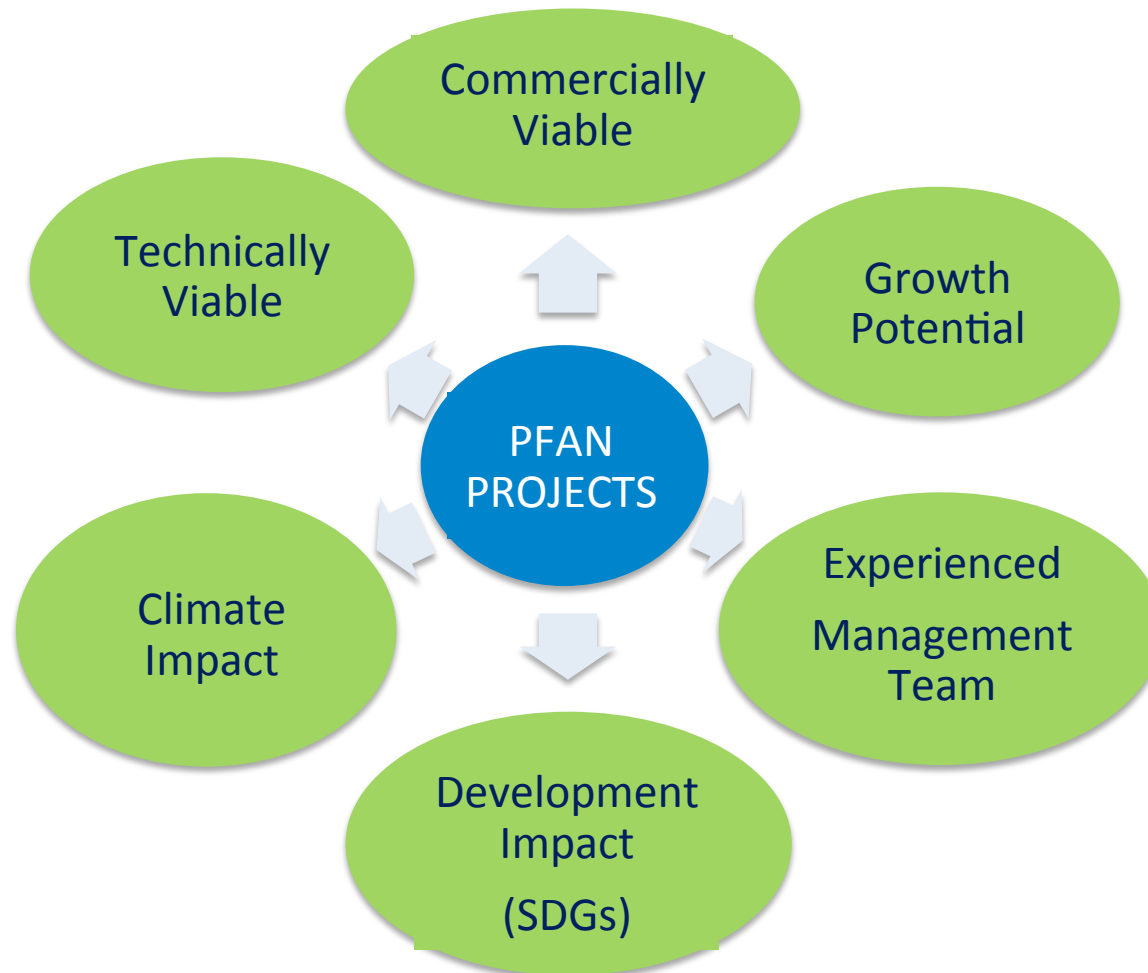 Commercially
Viable
Technically
Viable
Growth
Potential
PFAN
PROJECTS
Climate
Impact
Experienced
Management
Team
Development
Impact
(SDGs)